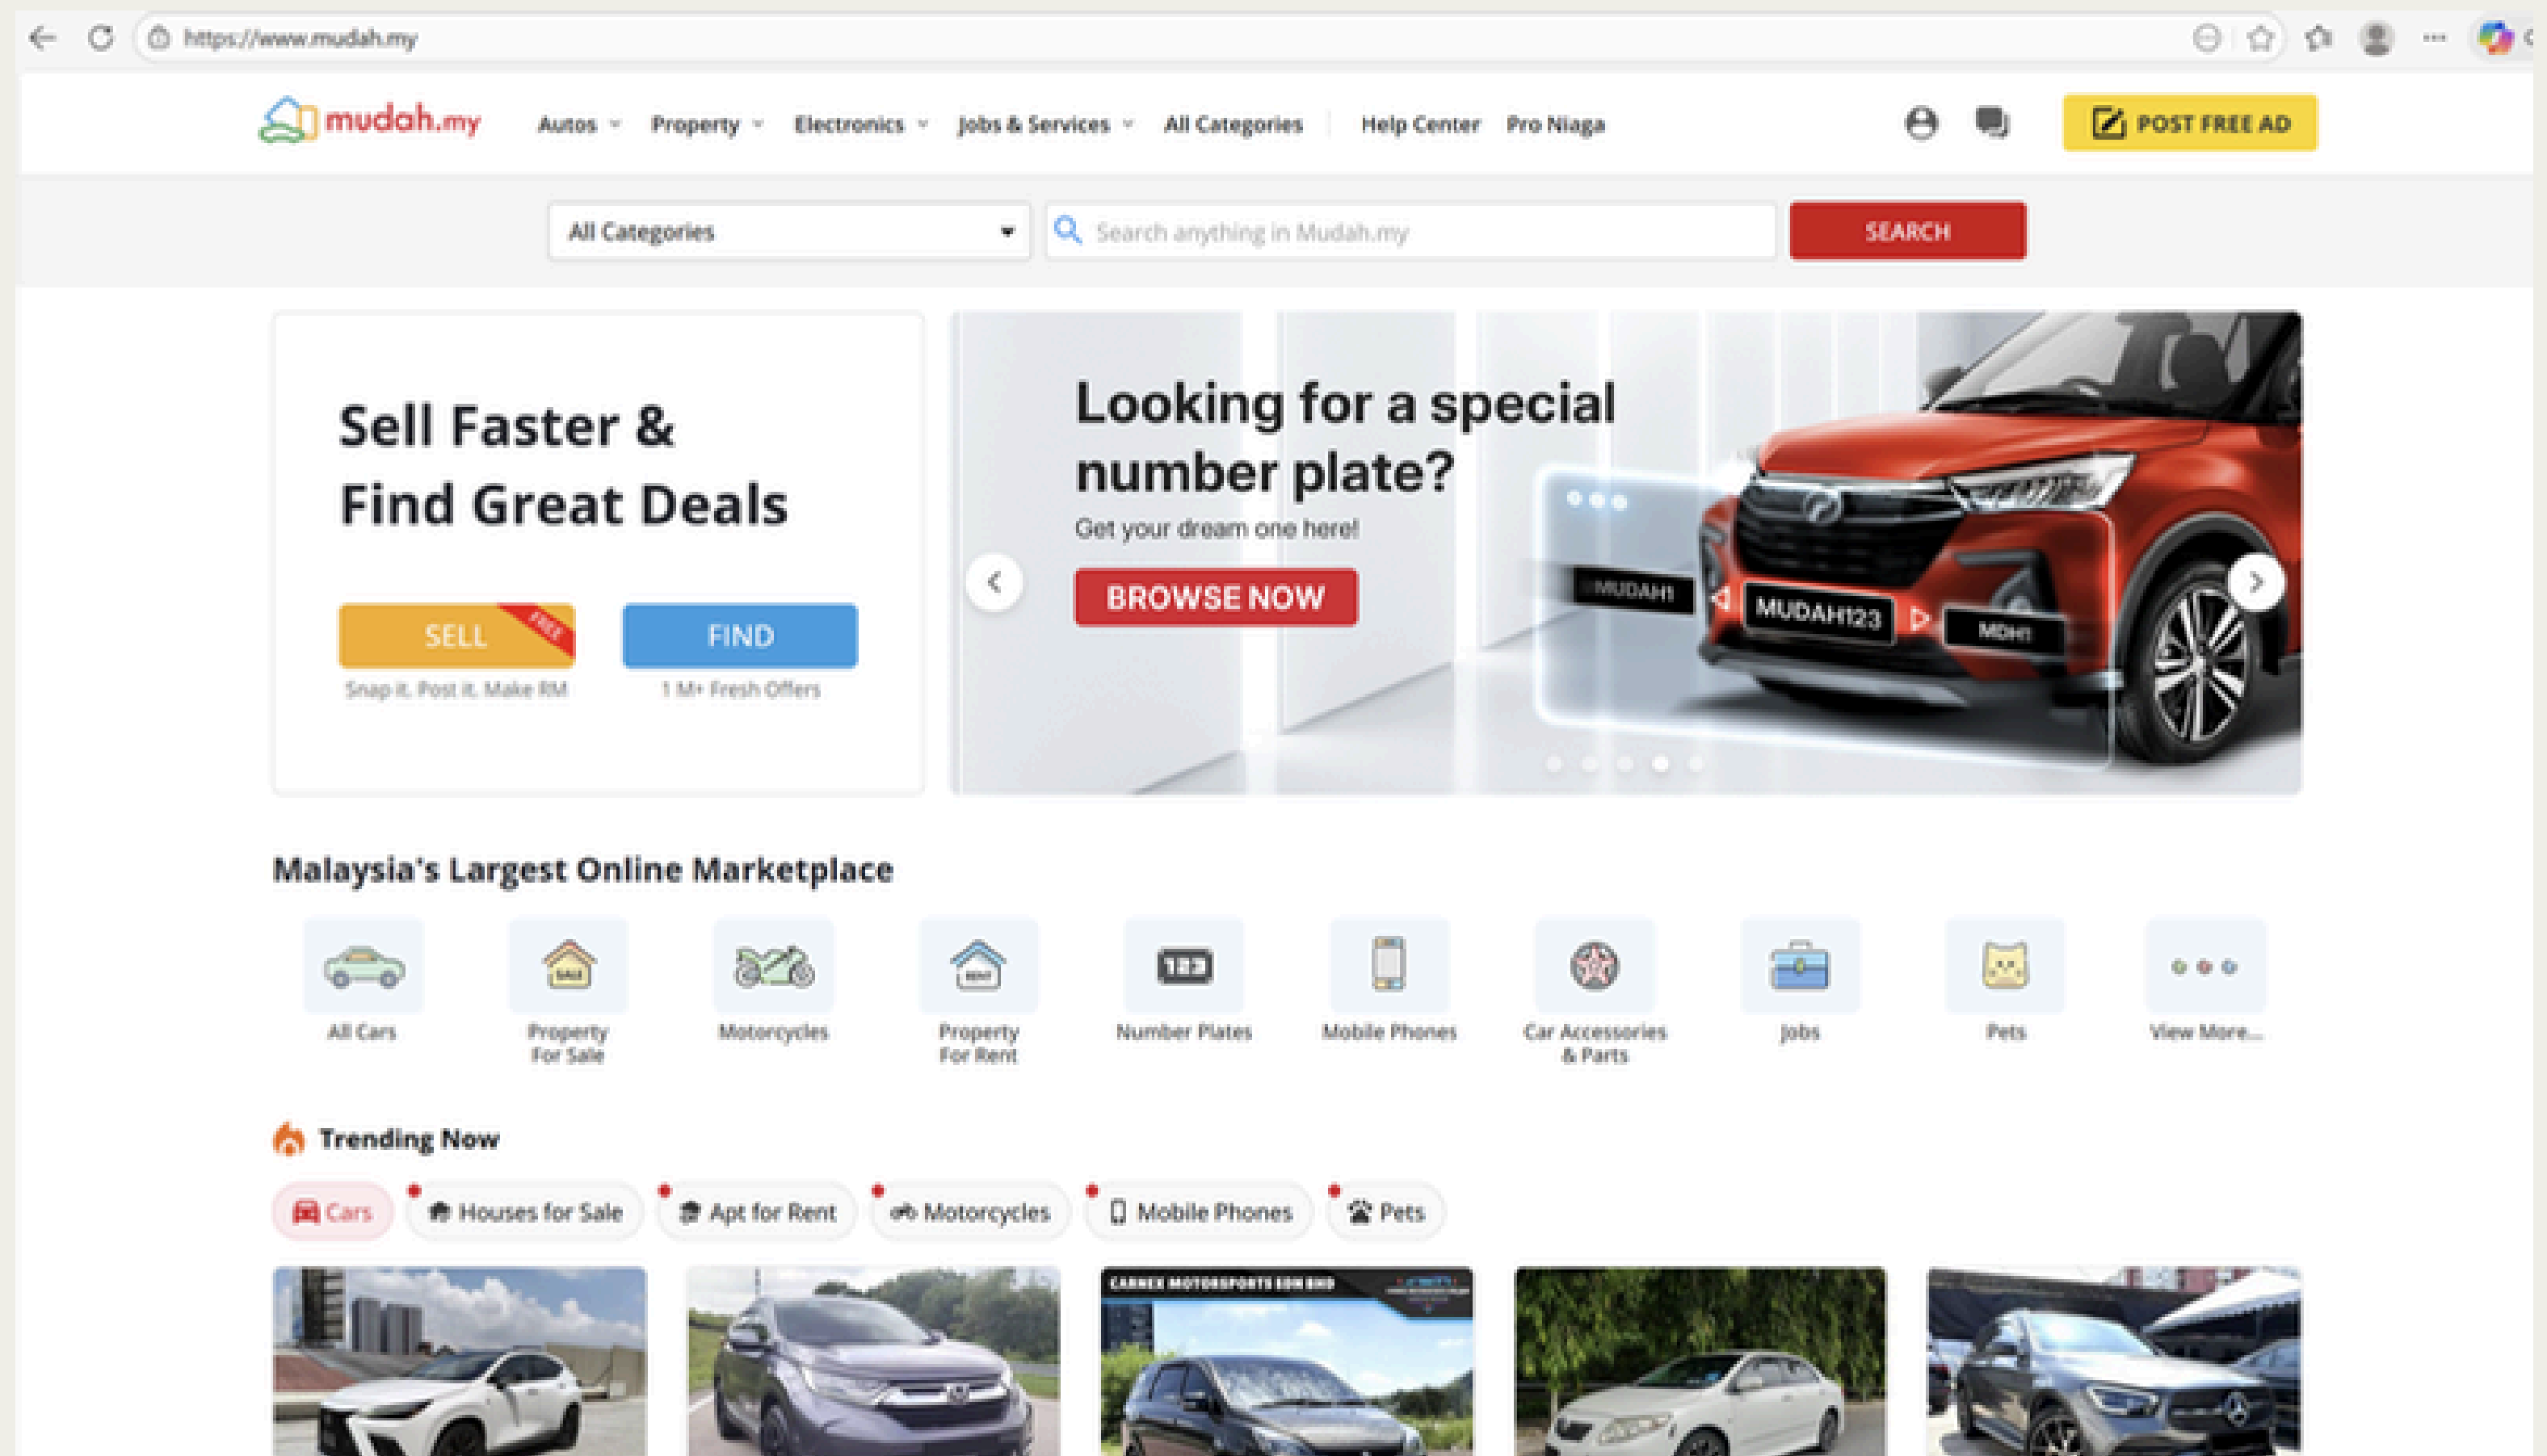 https://www.mudah.my
mudah.my
Autos
Property
Electronics
Jobs & Services
All Categories
Help Center
Pro Niaga
POST FREE AD
All Categories
Search anything in Mudah.my
SEARCH
Sell Faster &
Find Great Deals
SELL
FREE
FIND
Snap it. Post it. Make RM
1 M+ Fresh Offers
Looking for a special
number plate?
Get your dream one here!
BROWSE NOW
MUDAH1
MUDAH123
MDH1
Malaysia's Largest Online Marketplace
SALE
RENT
123
All Cars
Property
For Sale
Motorcycles
Property
For Rent
Number Plates
Mobile Phones
Car Accessories
& Parts
Jobs
Pets
View More...
Trending Now
Cars
Houses for Sale
Apt for Rent
Motorcycles
Mobile Phones
Pets
CARNEX MOTORSPORTS SDN BHD